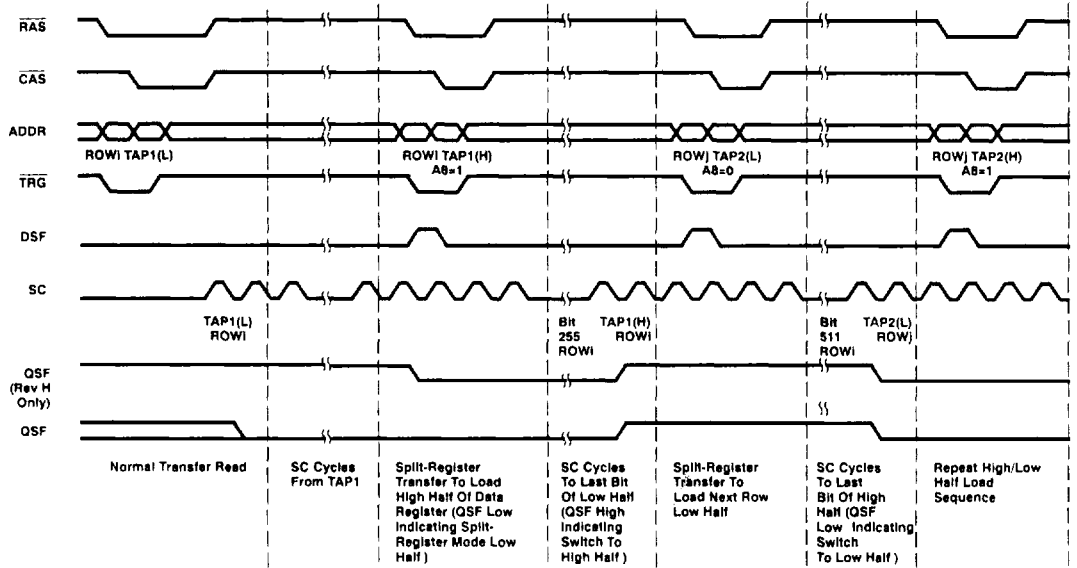 RAS
CAS
ADDR
ROWi TAP1(L)
ROWi TAP1(H)
A8=1
ROWj TAP2(L)
A8=0
ROWj TAP2(H)
A8=1
TRG
DSF
SC
TAP1(L)
ROWi
Bit
255
ROWi
TAP1(H)
ROWi
Bit
511
ROWi
TAP2(L)
ROWj
QSF
(Rev H
Only)
QSF
Normal Transfer Read
SC Cycles
From TAP1
Split-Register
Transfer To Load
High Half Of Data
Register (QSF Low
Indicating Split-
Register Mode Low
Half)
SC Cycles
To Last Bit
Of Low Half
(QSF High
Indicating
Switch To
High Half)
Split-Register
Transfer To
Load Next Row
Low Half
SC Cycles
To Last
Bit Of High
Half (QSF
Low Indicating
Switch
To Low Half)
Repeat High/Low
Half Load
Sequence